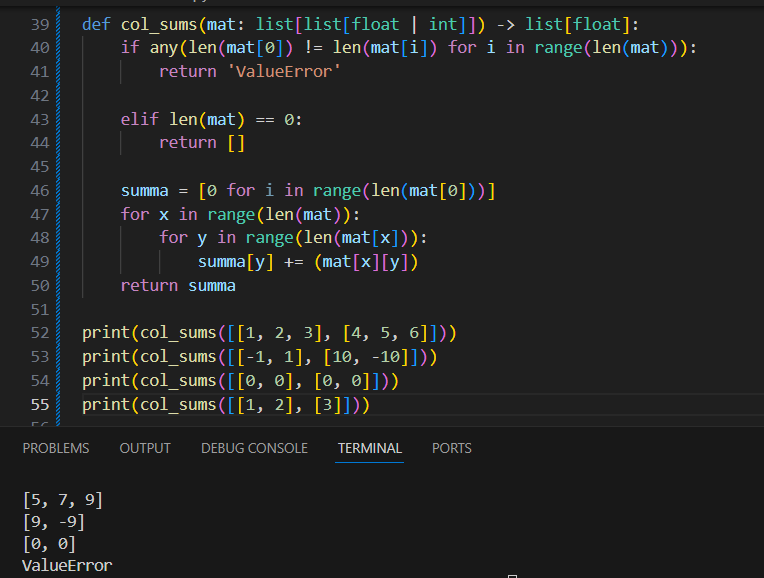 39 def col_sums(mat: list[list[float | int]]) -> list[float]:
40     if any(len(mat[0]) != len(mat[i]) for i in range(len(mat))):
41         return 'ValueError'
42
43     elif len(mat) == 0:
44         return []
45
46     summa = [0 for i in range(len(mat[0]))]
47     for x in range(len(mat)):
48         for y in range(len(mat[x])):
49             summa[y] += (mat[x][y])
50     return summa
51
52 print(col_sums([[1, 2, 3], [4, 5, 6]]))
53 print(col_sums([[-1, 1], [10, -10]]))
54 print(col_sums([[0, 0], [0, 0]]))
55 print(col_sums([[1, 2], [3]]))
PROBLEMS OUTPUT DEBUG CONSOLE TERMINAL PORTS
[5, 7, 9]
[9, -9]
[0, 0]
ValueError